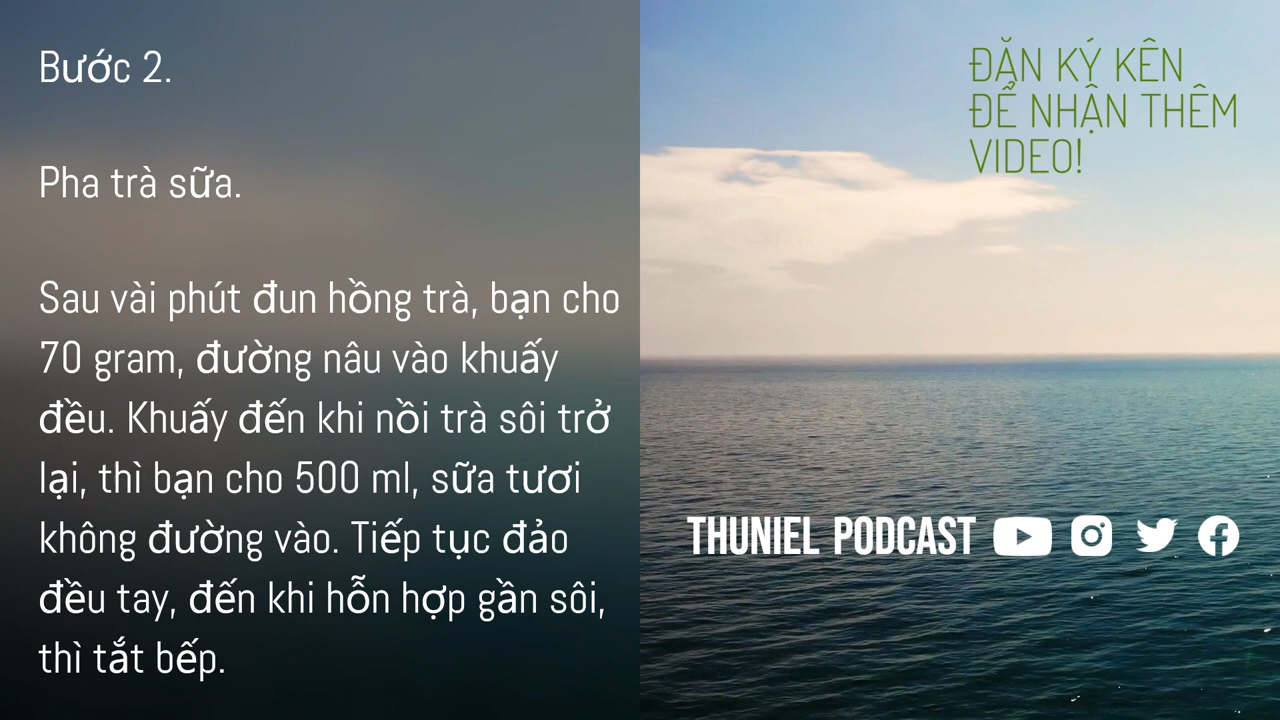 Bước 2.
Pha trà sữa.
Sau vài phút đun hồng trà, bạn cho
70 gram, đường nâu vào khuấy
đều. Khuấy đến khi nồi trà sôi trở
lại, thì bạn cho 500 ml, sữa tươi
không đường vào. Tiếp tục đảo
đều tay, đến khi hỗn hợp gần sôi,
thì tắt bếp.
ĐĂN KÝ KÊN
ĐỂ NHẬN THÊM
VIDEO!
THUNIEL PODCAST